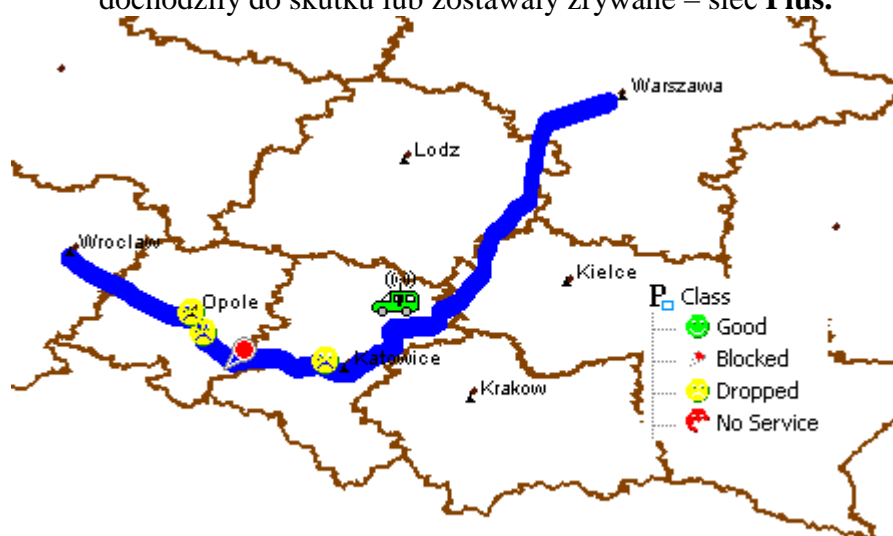 dochodziły do skutku lub zostawały zrywane – sieć Plus.
Warszawa
Lodz
Wroclaw
Kielce
Opole
Class
Good
Katowice
Blocked
Krakow
Dropped
No Service